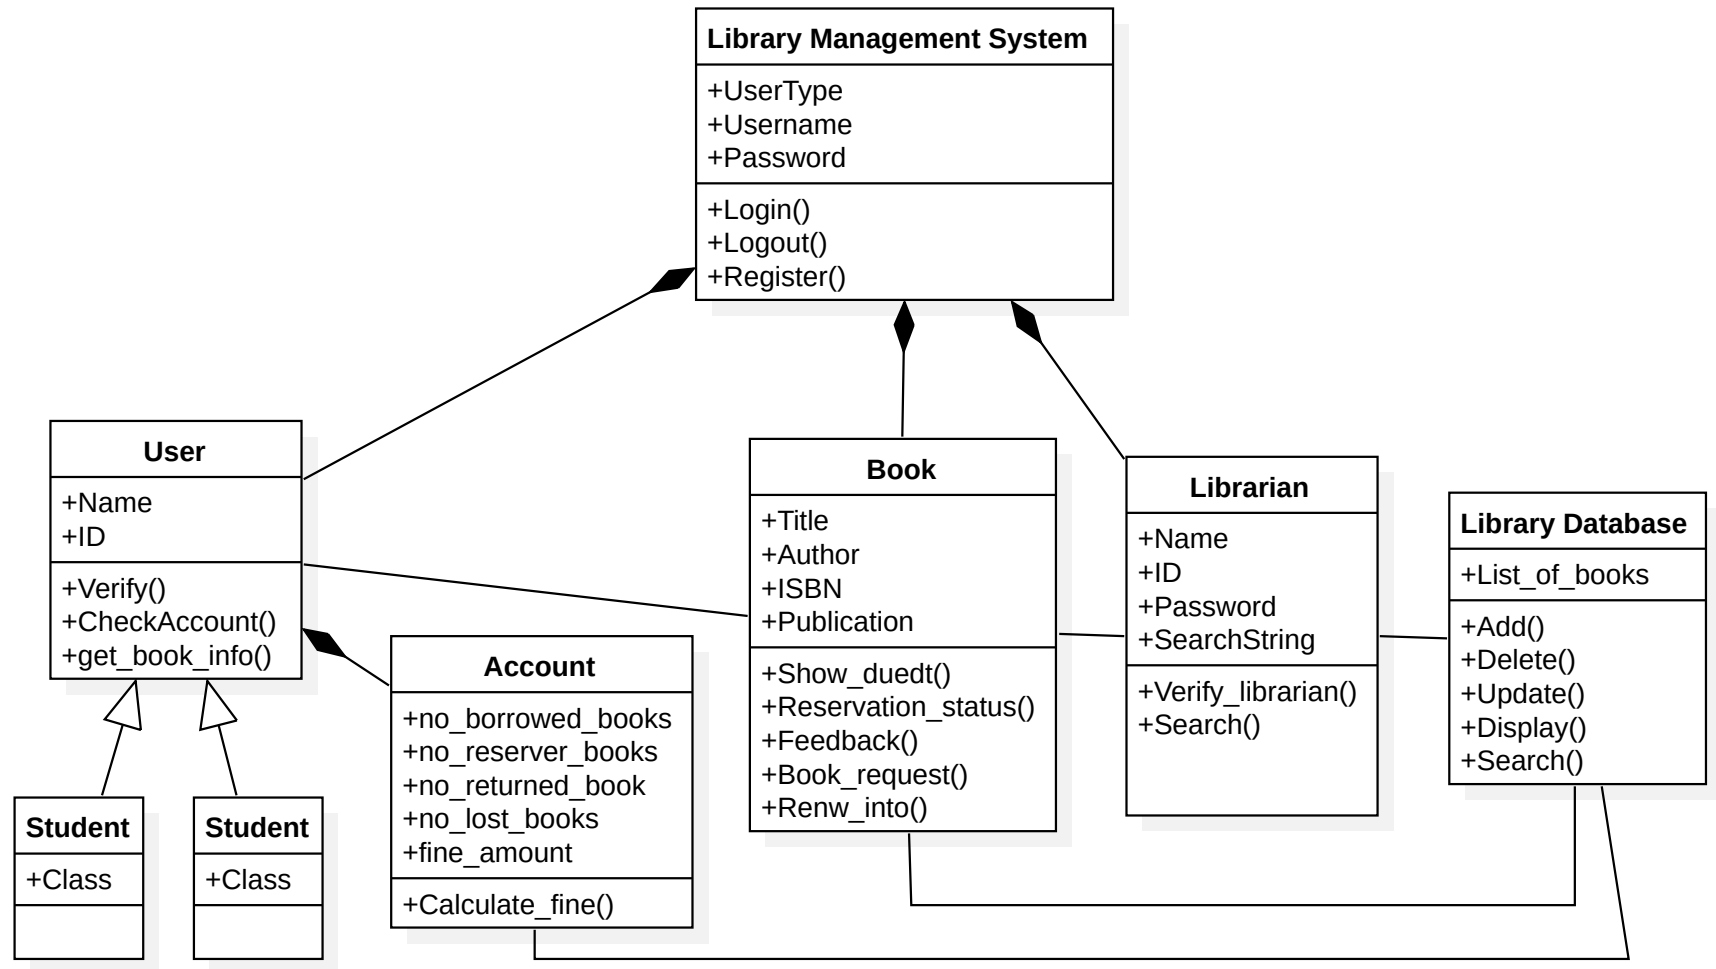 Library Management System
+UserType
+Username
+Password
+Login()
+Logout()
+Register()
User
+Name
+ID
+Verify()
+CheckAccount()
+get_book_info()
Book
+Title
+Author
+ISBN
+Publication
+Show_duedt()
+Reservation_status()
+Feedback()
+Book_request()
+Renw_into()
Librarian
+Name
+ID
+Password
+SearchString
+Verify_librarian()
+Search()
Library Database
+List_of_books
+Add()
+Delete()
+Update()
+Display()
+Search()
Account
+no_borrowed_books
+no_reserver_books
+no_returned_book
+no_lost_books
+fine_amount
+Calculate_fine()
Student
+Class
Student
+Class